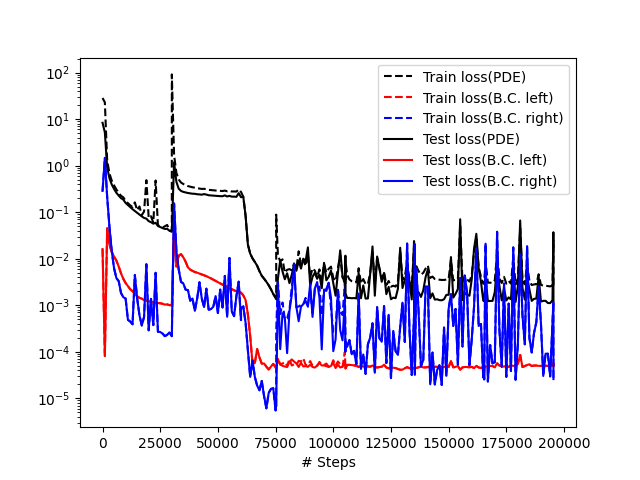 10²
10¹
10⁰
10⁻¹
10⁻²
10⁻³
10⁻⁴
10⁻⁵
Train loss(PDE)
Train loss(B.C. left)
Train loss(B.C. right)
Test loss(PDE)
Test loss(B.C. left)
Test loss(B.C. right)
0 25000 50000 75000 100000 125000 150000 175000 200000
# Steps